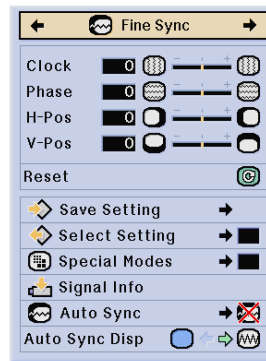 Fine Sync
Clock 0
Phase 0
H-Pos 0
V-Pos 0
Reset
Save Setting
Select Setting
Special Modes
Signal Info
Auto Sync
Auto Sync Disp